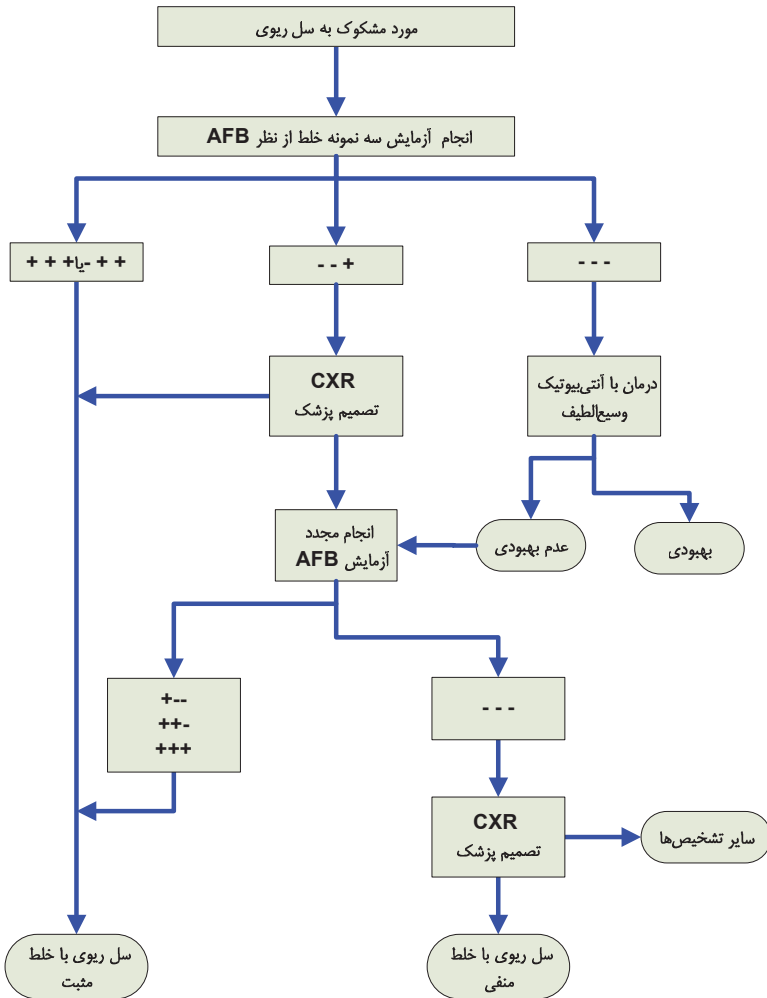 مورد مشکوک به سل ریوی
انجام آزمایش سه نمونه خلط از نظر AFB
+ + -یا+ + +
- - +
- - -
CXR
تصمیم پزشک
درمان با آنتی‌بیوتیک
وسیع‌الطیف
انجام مجدد
آزمایش AFB
عدم بهبودی
بهبودی
+--
++-
+++
- - -
CXR
تصمیم پزشک
سایر تشخیص‌ها
سل ریوی با خلط
مثبت
سل ریوی با خلط
منفی